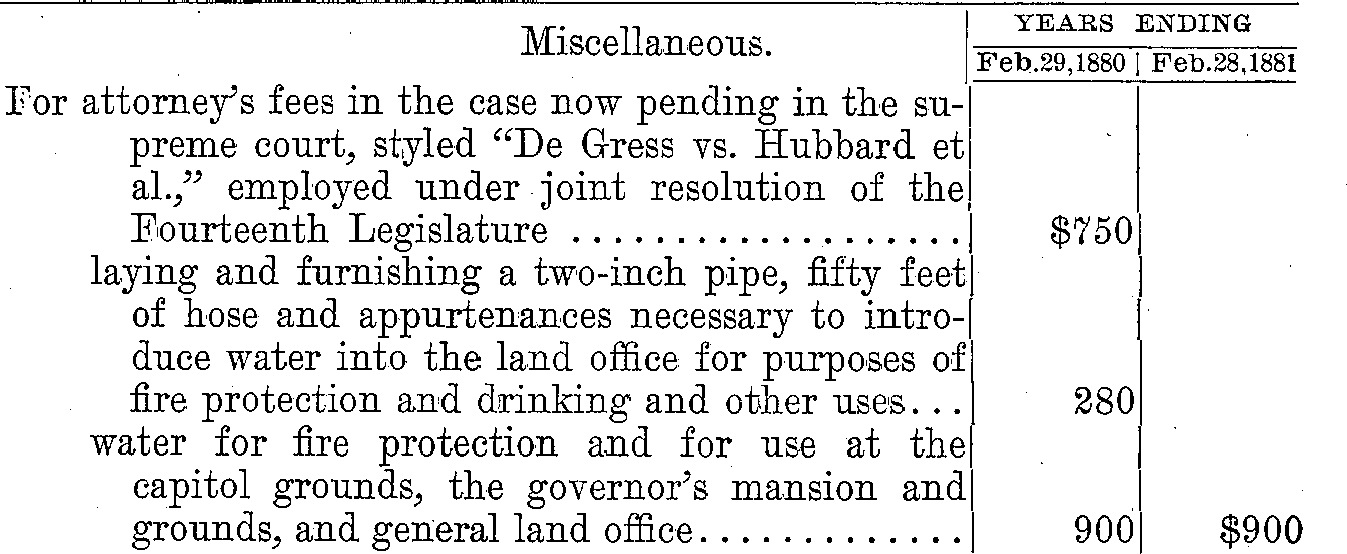 Miscellaneous.
YEARS ENDING
Feb.29,1880 | Feb.28,1881
For attorney's fees in the case now pending in the su-
preme court, styled “De Gress vs. Hubbard et
al.,” employed under joint resolution of the
Fourteenth Legislature ................... $750
laying and furnishing a two-inch pipe, fifty feet
of hose and appurtenances necessary to intro-
duce water into the land office for purposes of
fire protection and drinking and other uses... 280
water for fire protection and for use at the
capitol grounds, the governor's mansion and
grounds, and general land office............. 900 $900